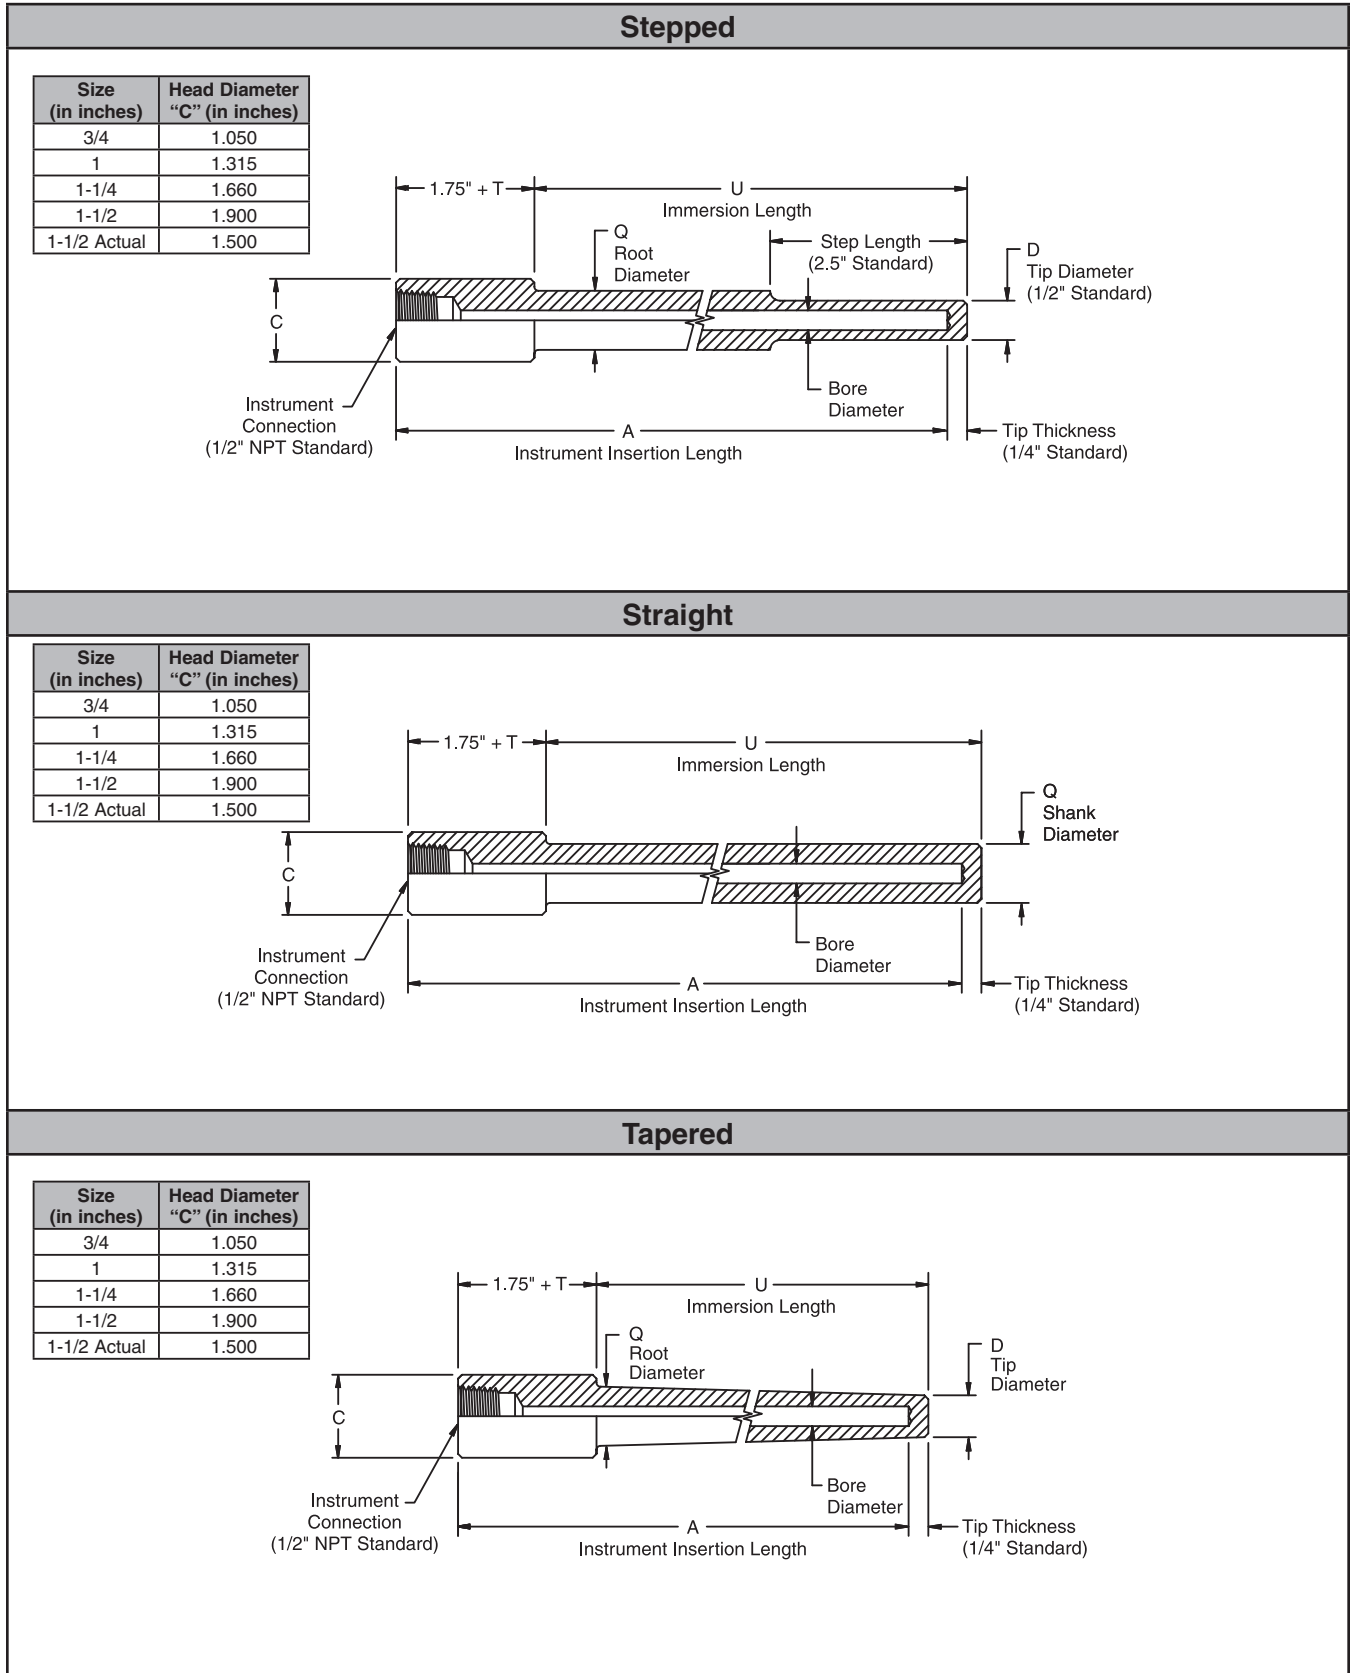 Stepped
Size Head Diameter
(in inches) “C” (in inches)
3/4 1.050
1 1.315
1-1/4 1.660
1-1/2 1.900
1-1/2 Actual 1.500
1.75" + T
U
Immersion Length
Q
Root
Diameter
Step Length
(2.5" Standard)
D
Tip Diameter
(1/2" Standard)
C
Instrument
Connection
(1/2" NPT Standard)
Bore
Diameter
A
Instrument Insertion Length
Tip Thickness
(1/4" Standard)
Straight
Size Head Diameter
(in inches) “C” (in inches)
3/4 1.050
1 1.315
1-1/4 1.660
1-1/2 1.900
1-1/2 Actual 1.500
1.75" + T
U
Immersion Length
Q
Shank
Diameter
C
Instrument
Connection
(1/2" NPT Standard)
Bore
Diameter
A
Instrument Insertion Length
Tip Thickness
(1/4" Standard)
Tapered
Size Head Diameter
(in inches) “C” (in inches)
3/4 1.050
1 1.315
1-1/4 1.660
1-1/2 1.900
1-1/2 Actual 1.500
1.75" + T
U
Immersion Length
Q
Root
Diameter
D
Tip
Diameter
C
Instrument
Connection
(1/2" NPT Standard)
Bore
Diameter
A
Instrument Insertion Length
Tip Thickness
(1/4" Standard)